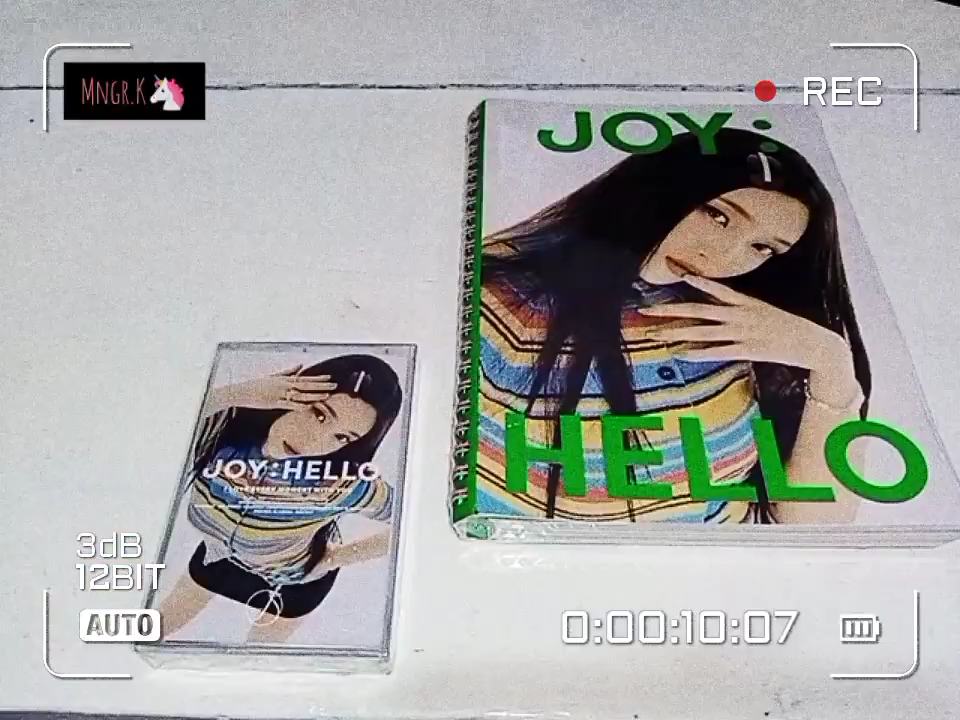 MNGR.K
REC
JOY:
HELLO
JOY:HELLO
3dB
12BIT
AUTO
0:00:10:07